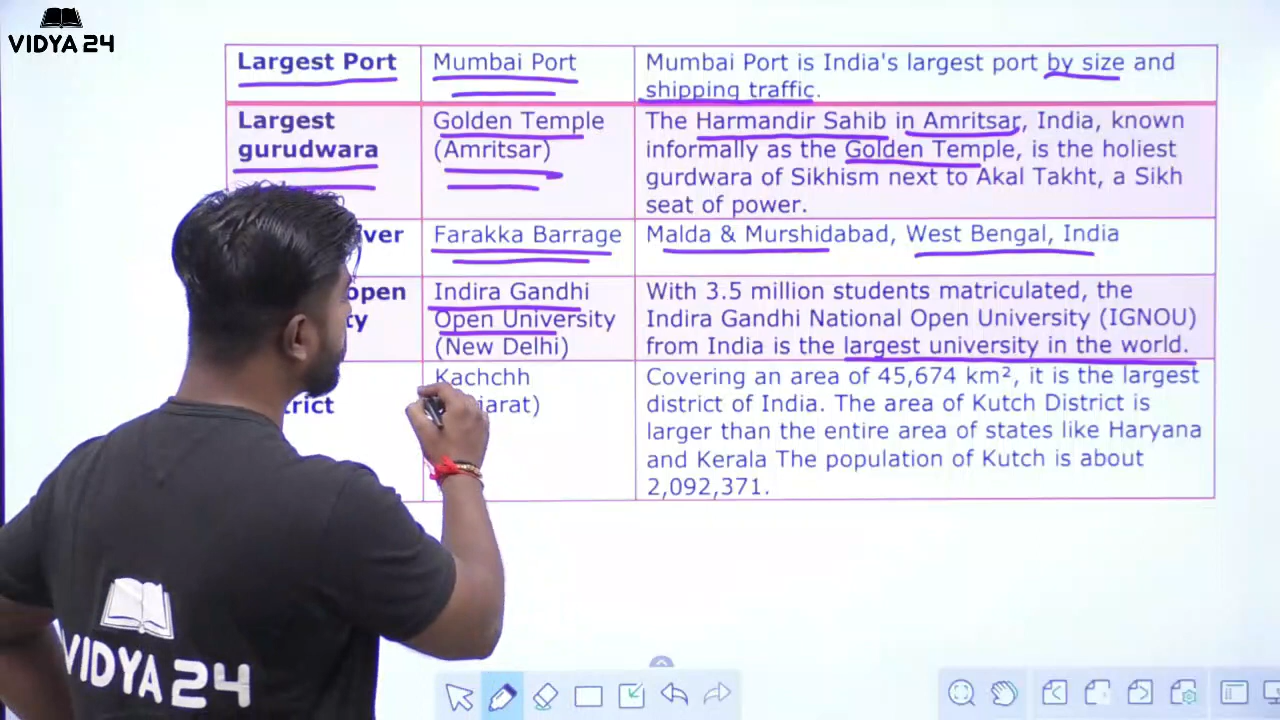 VIDYA 24
Largest Port
Mumbai Port
Mumbai Port is India's largest port by size and
shipping traffic.
Largest
gurudwara
Golden Temple
(Amritsar)
The Harmandir Sahib in Amritsar, India, known
informally as the Golden Temple, is the holiest
gurdwara of Sikhism next to Akal Takht, a Sikh
seat of power.
Farakka Barrage
Malda & Murshidabad, West Bengal, India
open
Indira Gandhi
Open University
(New Delhi)
With 3.5 million students matriculated, the
Indira Gandhi National Open University (IGNOU)
from India is the largest university in the world.
Kachchh
Covering an area of 45,674 km², it is the largest
district of India. The area of Kutch District is
larger than the entire area of states like Haryana
and Kerala The population of Kutch is about
2,092,371.
VIDYA 24